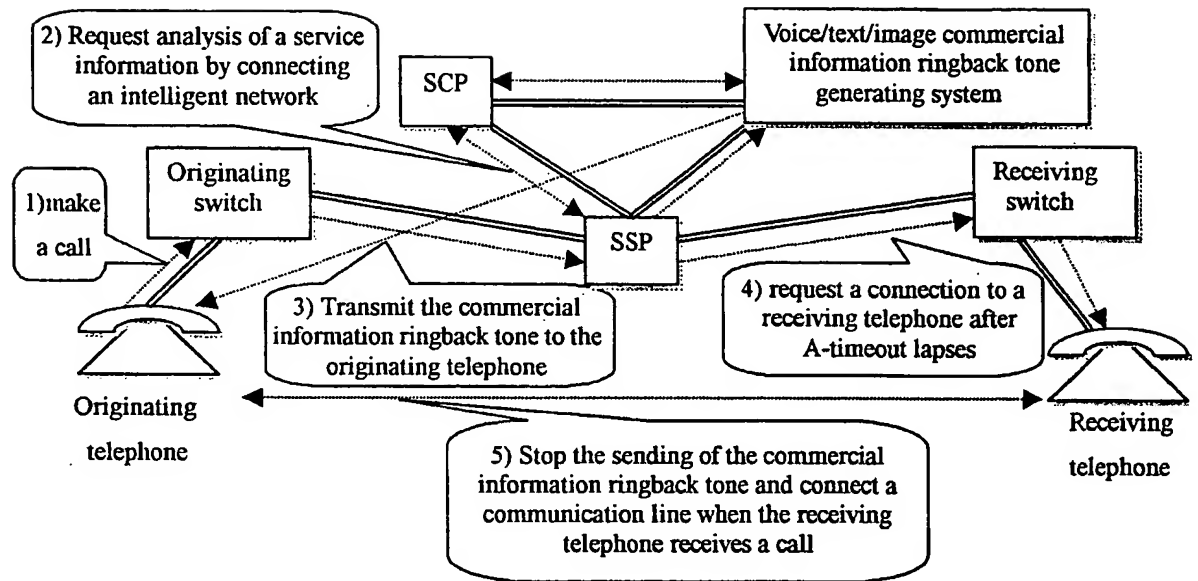 2) Request analysis of a service
information by connecting
an intelligent network
SCP
Voice/text/image commercial
information ringback tone
generating system
1)make
a call
Originating
switch
SSP
Receiving
switch
3) Transmit the commercial
information ringback tone to the
originating telephone
4) request a connection to a
receiving telephone after
A-timeout lapses
Originating
telephone
Receiving
telephone
5) Stop the sending of the commercial
information ringback tone and connect a
communication line when the receiving
telephone receives a call